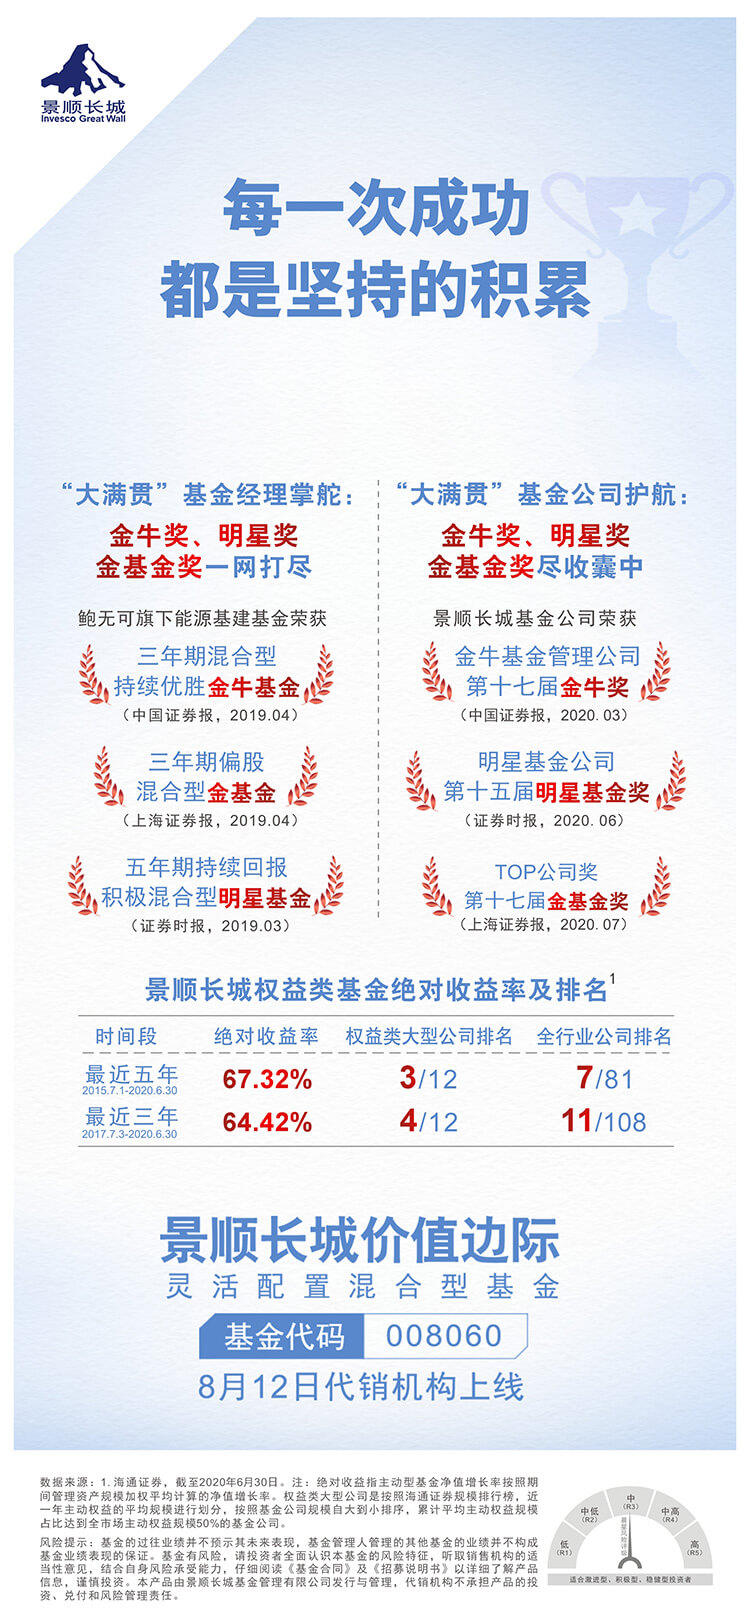 景顺长城
Invesco Great Wall
每一次成功
都是坚持的积累
“大满贯”基金经理掌舵：
金牛奖、明星奖
金基金奖一网打尽
鲍无可旗下能源基建基金荣获
三年期混合型
持续优胜金牛基金
（中国证券报，2019.04）
三年期偏股
混合型金基金
（上海证券报，2019.04）
五年期持续回报
积极混合型明星基金
（证券时报，2019.03）
“大满贯”基金公司护航：
金牛奖、明星奖
金基金奖尽收囊中
景顺长城基金公司荣获
金牛基金管理公司
第十七届金牛奖
（中国证券报，2020.03）
明星基金公司
第十五届明星基金奖
（证券时报，2020.06）
TOP公司奖
第十七届金基金奖
（上海证券报，2020.07）
景顺长城权益类基金绝对收益率及排名1
时间段 绝对收益率 权益类大型公司排名 全行业公司排名
最近五年 67.32% 3/12 7/81
2015.7.1-2020.6.30
最近三年 64.42% 4/12 11/108
2017.7.3-2020.6.30
景顺长城价值边际
灵活配置混合型基金
基金代码 008060
8月12日代销机构上线
数据来源：1.海通证券，截至2020年6月30日。注：绝对收益指主动型基金净值增长率按照期
间管理资产规模加权平均计算的净值增长率。权益类大型公司是按照海通证券规模排行榜，近
一年主动权益的平均规模进行划分，按照基金公司规模自大到小排序，累计平均主动权益规模
占比达到全市场主动权益规模50%的基金公司。
风险提示：基金的过往业绩并不预示其未来表现，基金管理人管理的其他基金的业绩并不构成
基金业绩表现的保证。基金有风险，请投资者全面认识本基金的风险特征，听取销售机构的适
当性意见，结合自身风险承受能力，仔细阅读《基金合同》及《招募说明书》以详细了解产品
信息，谨慎投资。本产品由景顺长城基金管理有限公司发行与管理，代销机构不承担产品的投
资、兑付和风险管理责任。
低
(R1)
中低
(R2)
中
(R3)
中高
(R4)
高
(R5)
晨星风险评级
适合激进型、积极型、稳健型投资者